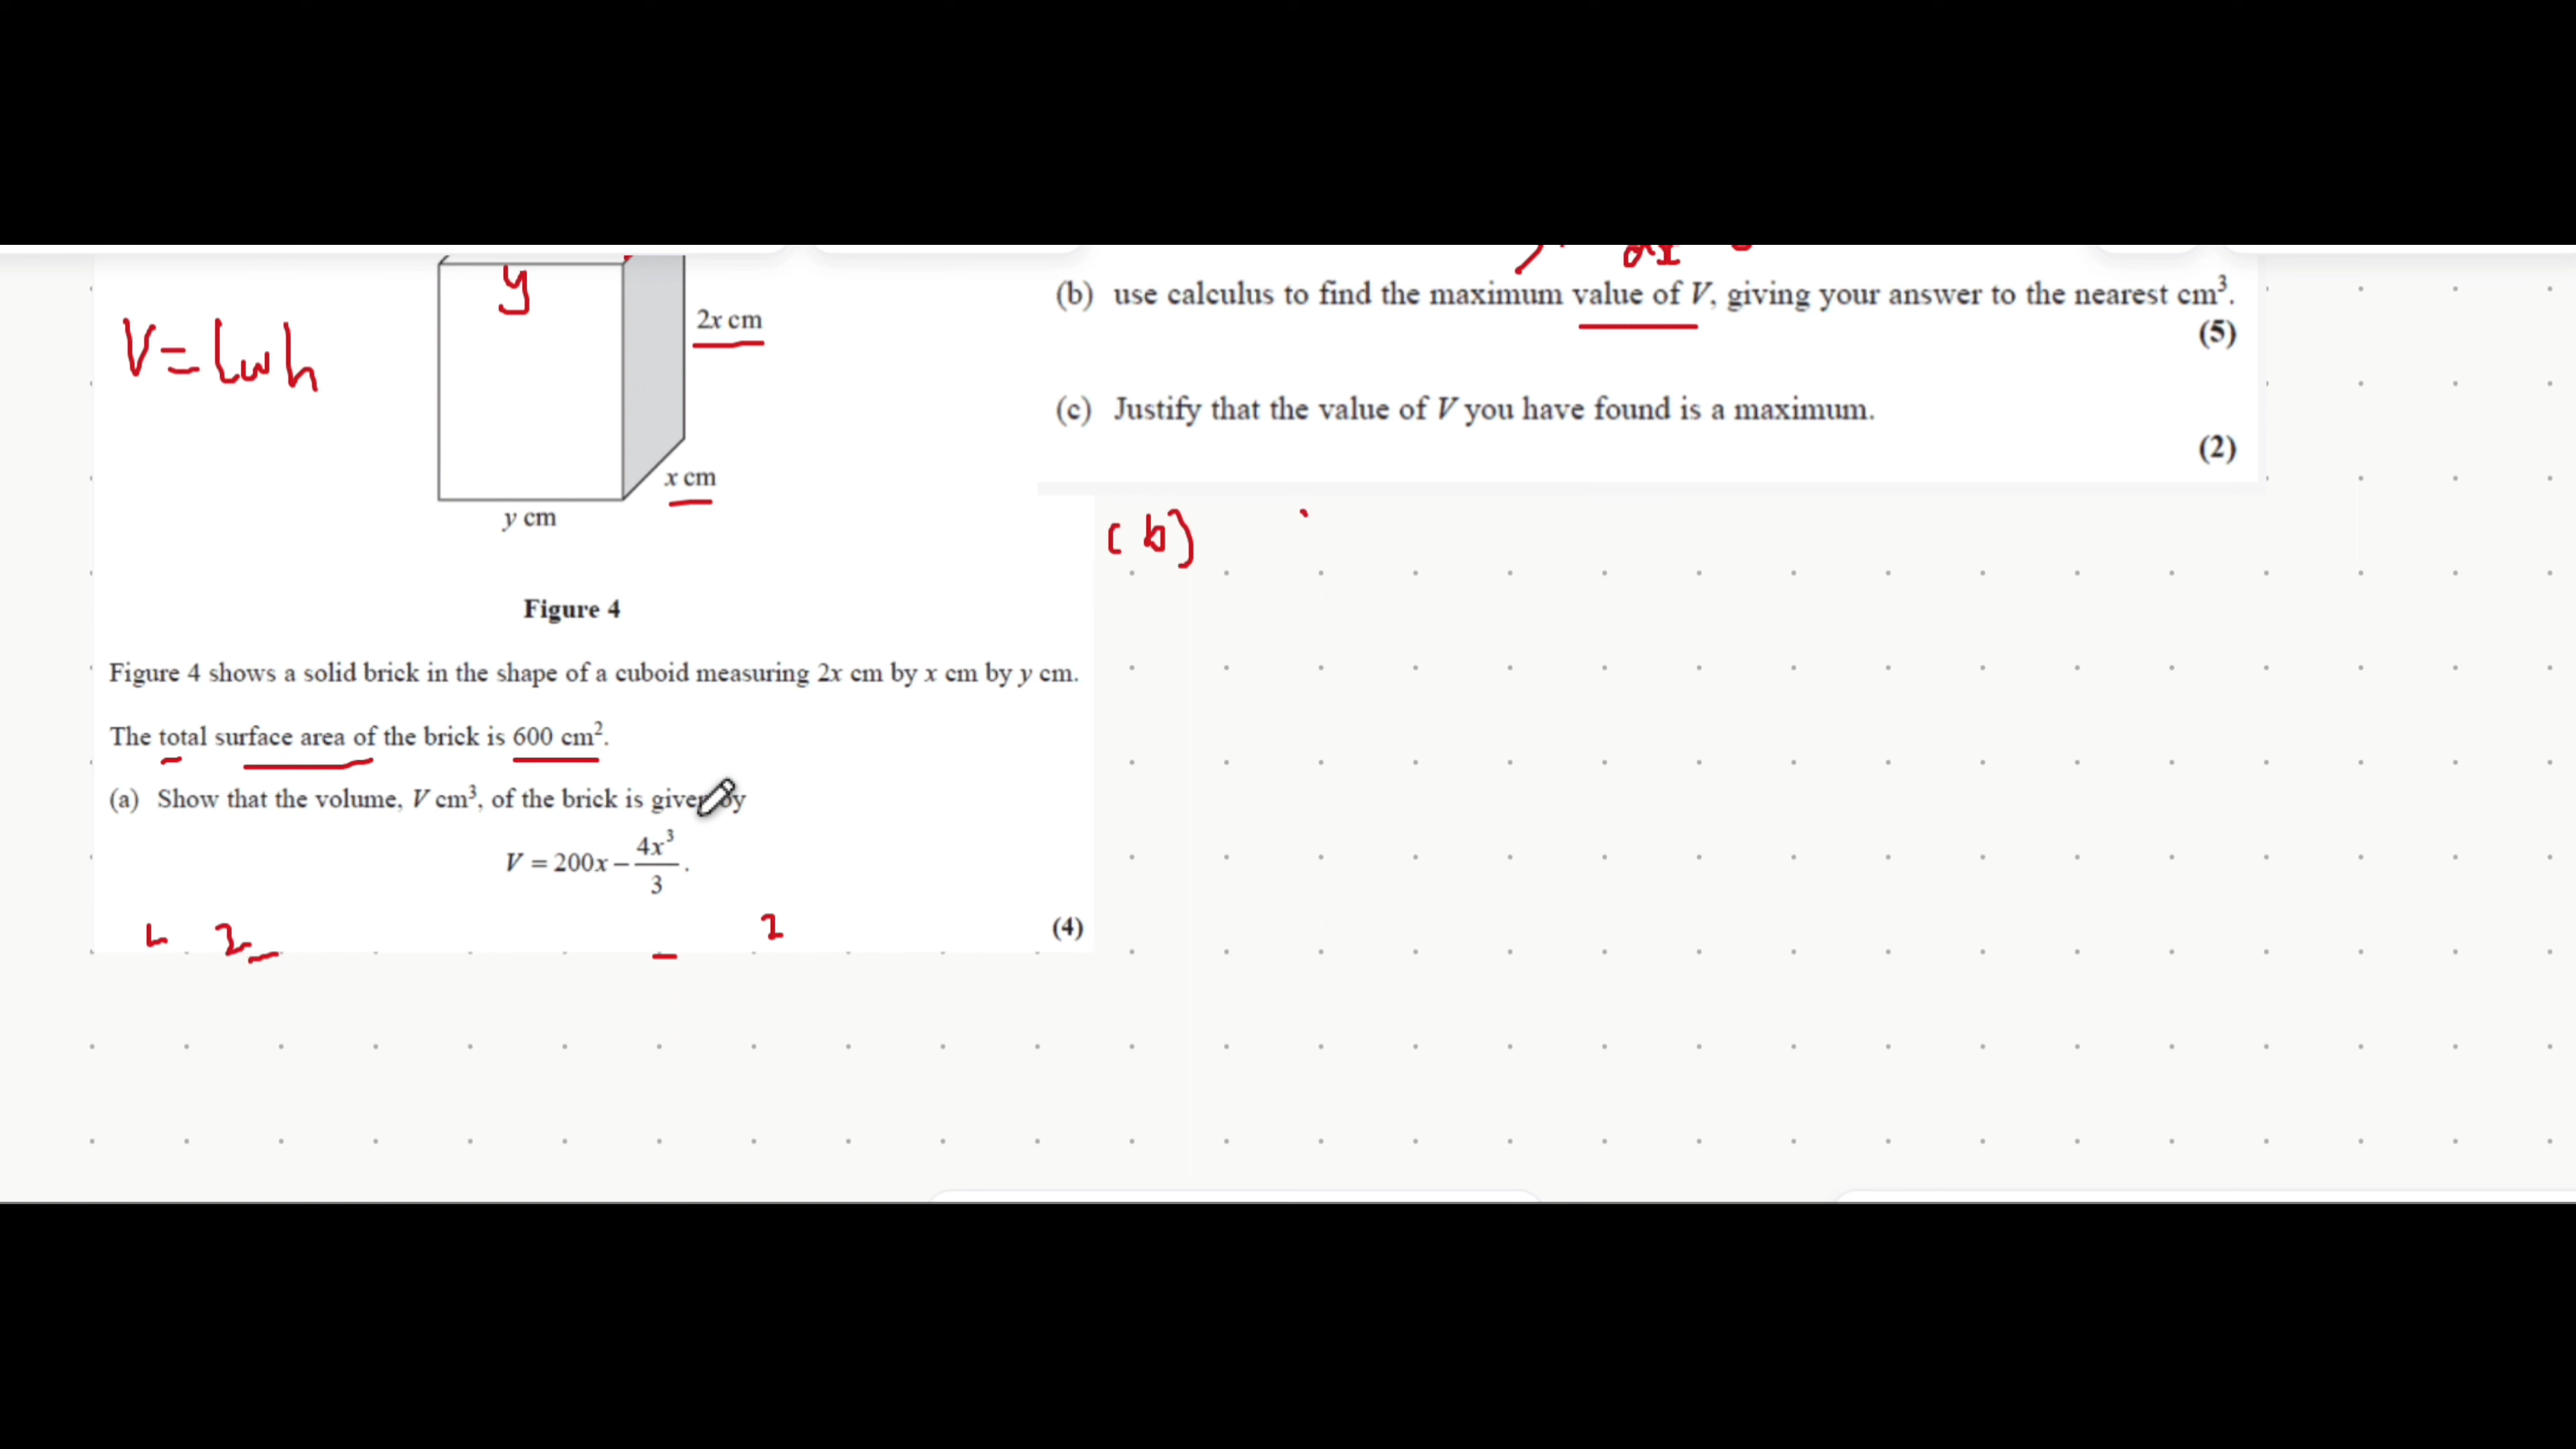 y
V = lwh
2x cm
x cm
y cm
Figure 4
Figure 4 shows a solid brick in the shape of a cuboid measuring 2x cm by x cm by y cm.
The total surface area of the brick is 600 cm².
(a) Show that the volume, V cm³, of the brick is given by
V = 200x – 4x³/3 .
(4)
(b) use calculus to find the maximum value of V, giving your answer to the nearest cm³.
(5)
(c) Justify that the value of V you have found is a maximum.
(2)
(b)